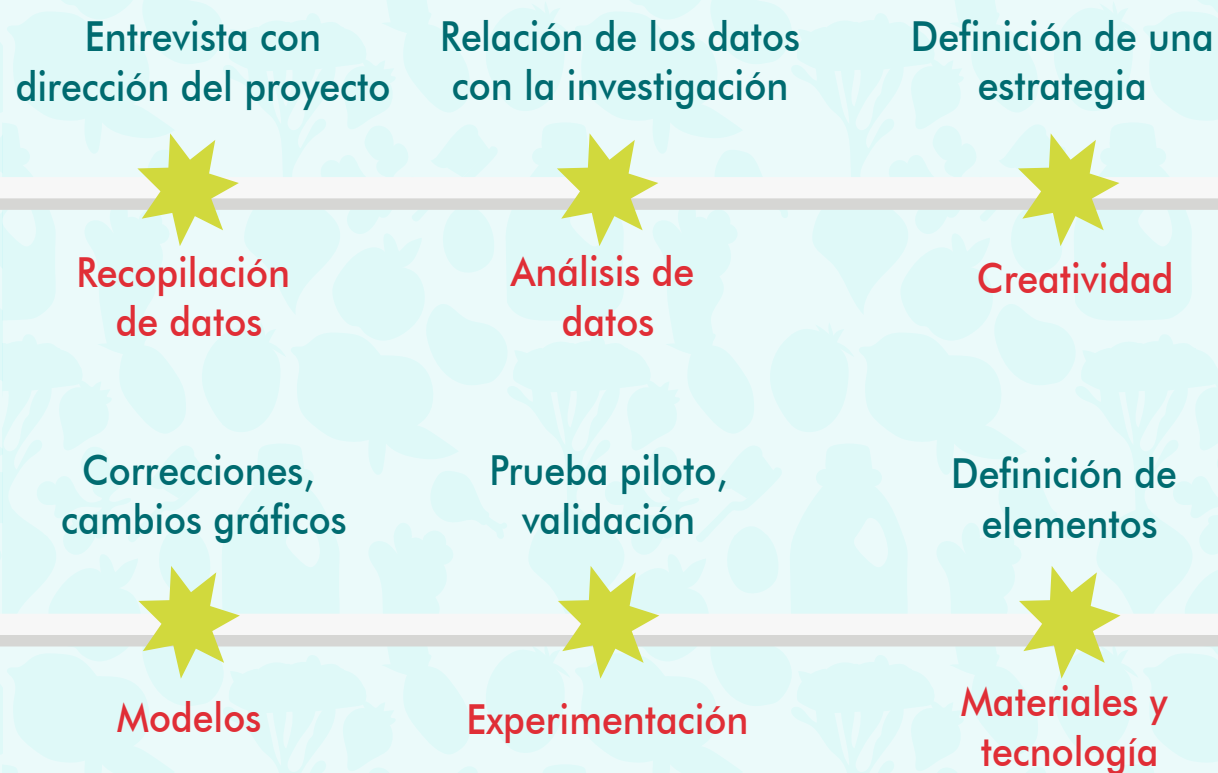 Entrevista con
dirección del proyecto
Relación de los datos
con la investigación
Definición de una
estrategia
Recopilación
de datos
Análisis de
datos
Creatividad
Correcciones,
cambios gráficos
Prueba piloto,
validación
Definición de
elementos
Modelos
Experimentación
Materiales y
tecnología